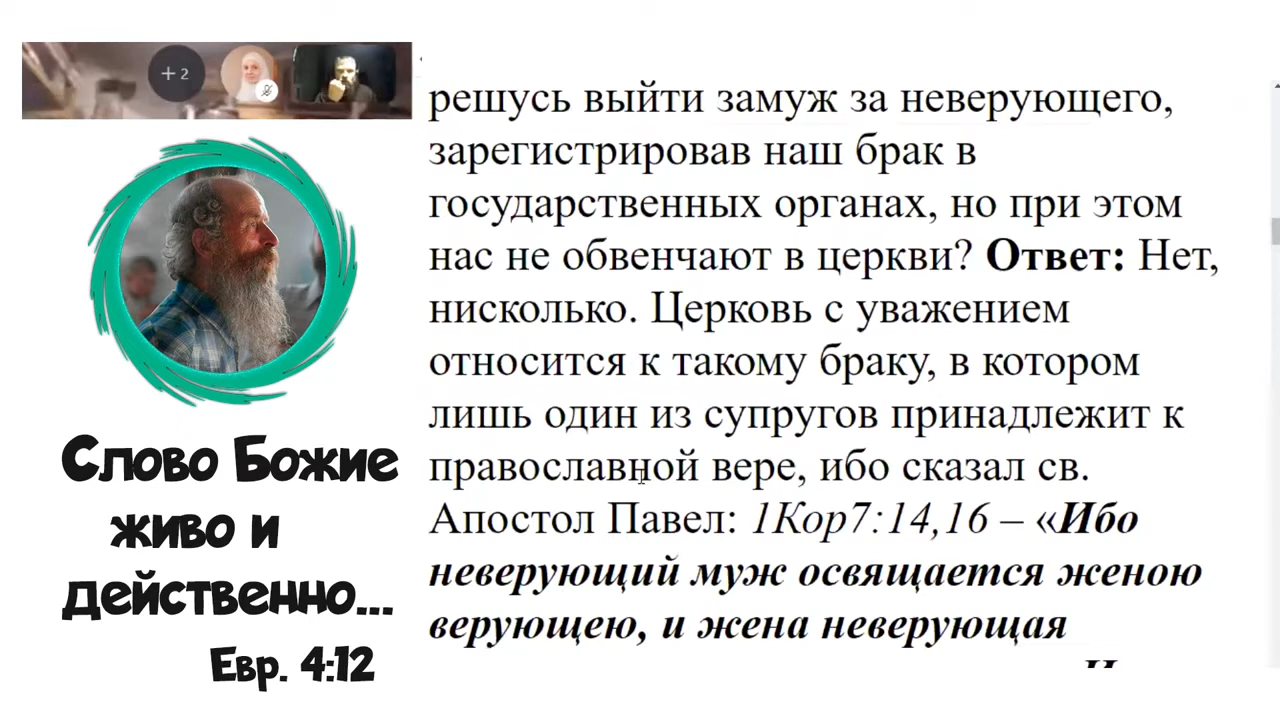 +2
решусь выйти замуж за неверующего,
зарегистрировав наш брак в
государственных органах, но при этом
нас не обвенчают в церкви? Ответ: Нет,
нисколько. Церковь с уважением
относится к такому браку, в котором
лишь один из супругов принадлежит к
православной вере, ибо сказал св.
Апостол Павел: 1Кор7:14,16 – «Ибо
неверующий муж освящается женою
верующею, и жена неверующая
Слово Божие
живо и
действенно...
Евр. 4:12